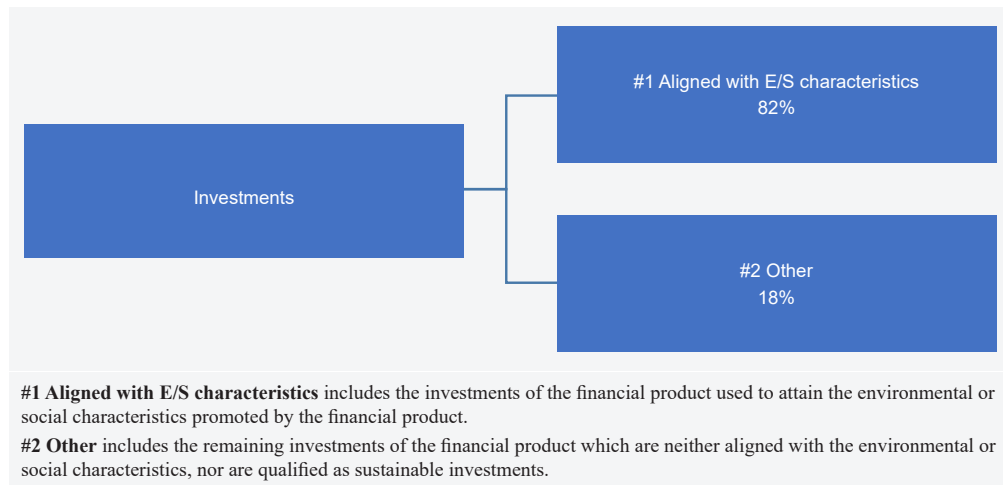 #1 Aligned with E/S characteristics
82%
Investments
#2 Other
18%
#1 Aligned with E/S characteristics includes the investments of the financial product used to attain the environmental or
social characteristics promoted by the financial product.
#2 Other includes the remaining investments of the financial product which are neither aligned with the environmental or
social characteristics, nor are qualified as sustainable investments.